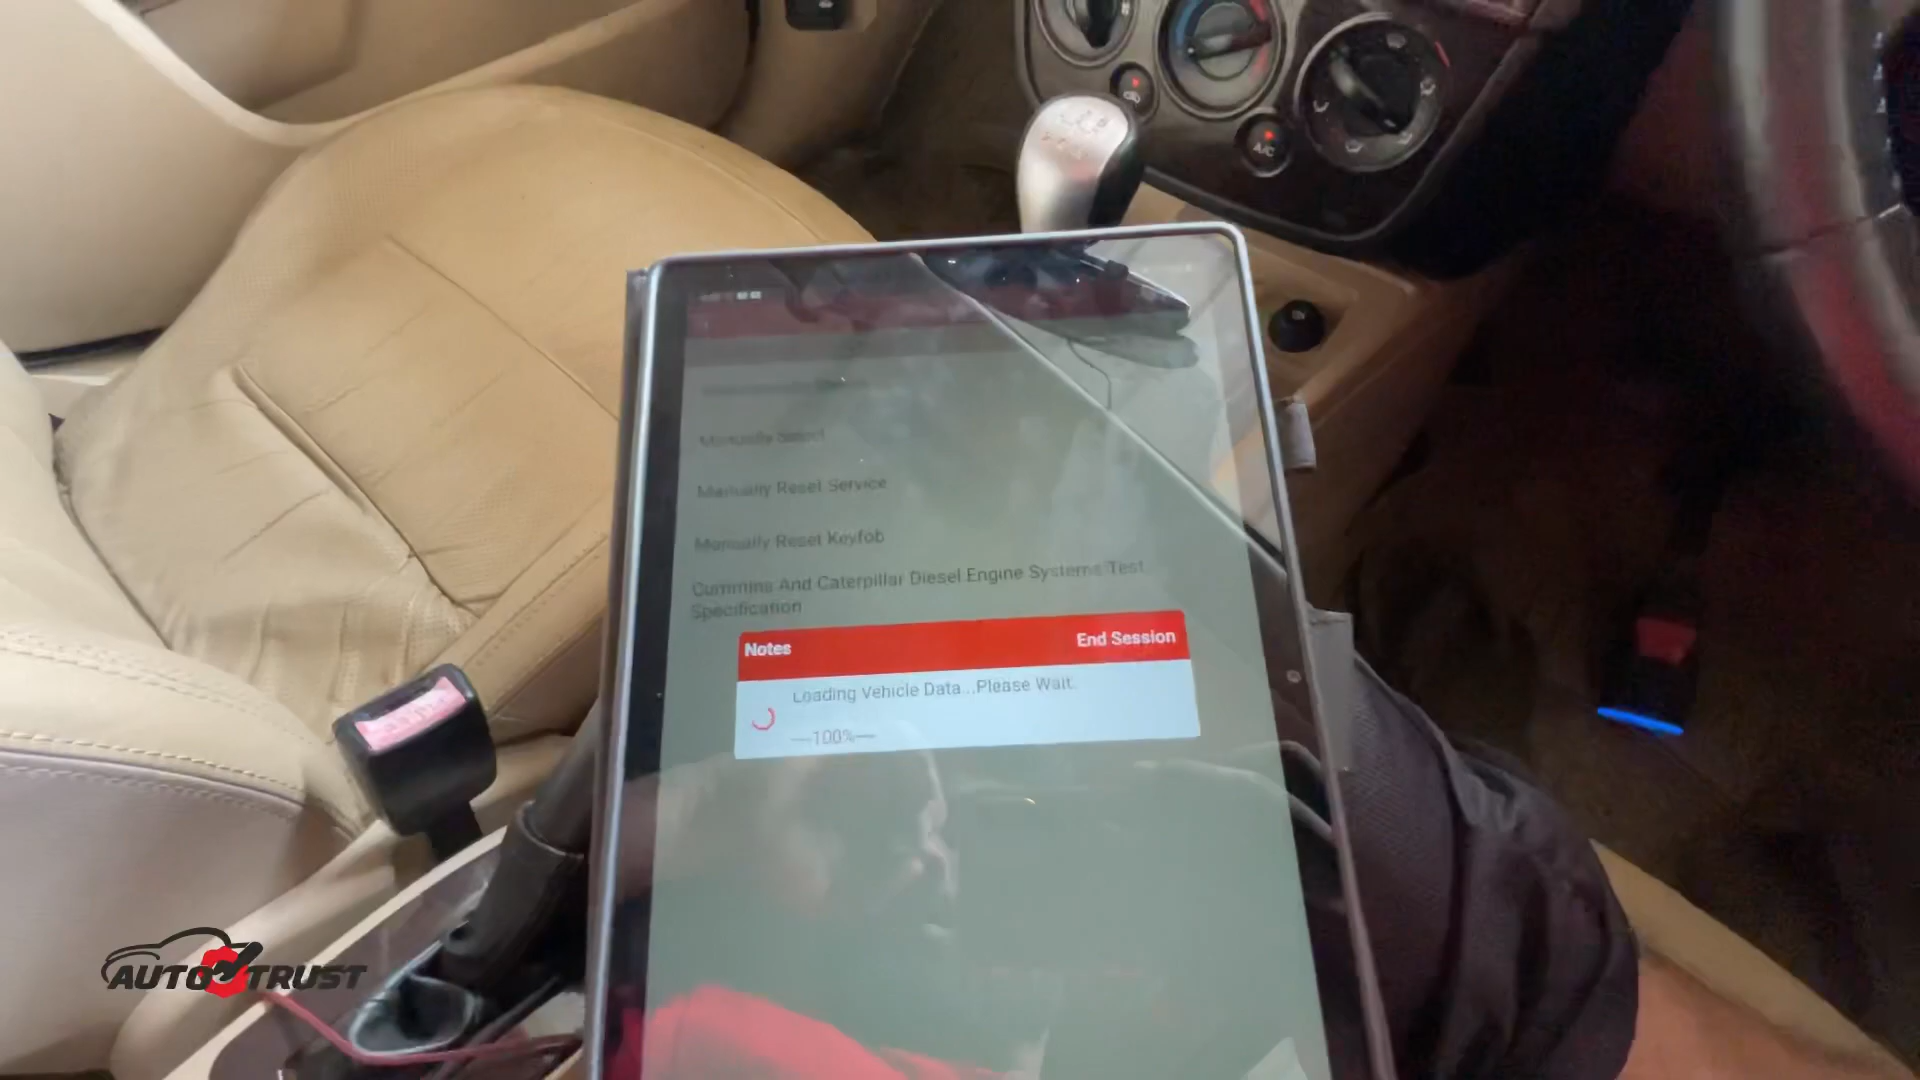 A/C
Manually Select
Manually Reset Service
Manually Reset Keyfob
Cummins And Caterpillar Diesel Engine Systems Test
Specification
Notes
End Session
Loading Vehicle Data...Please Wait.
---100%---
AUTO TRUST